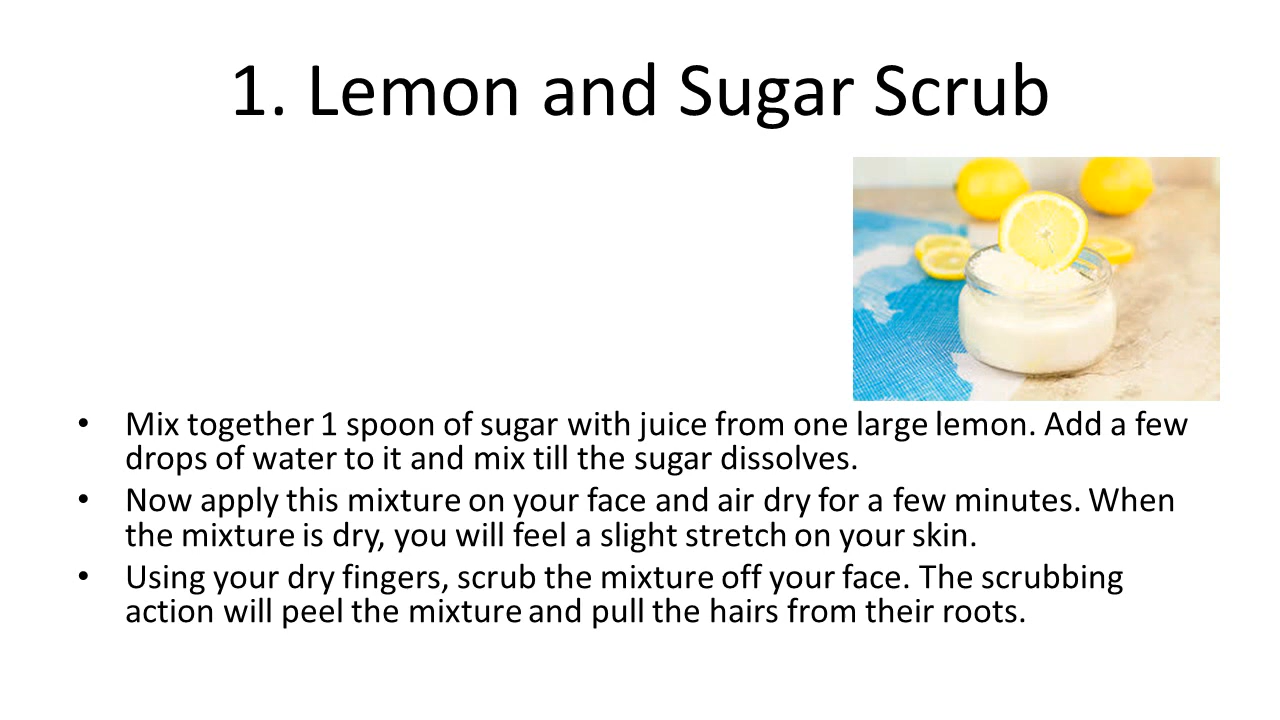 1. Lemon and Sugar Scrub
• Mix together 1 spoon of sugar with juice from one large lemon. Add a few
drops of water to it and mix till the sugar dissolves.
• Now apply this mixture on your face and air dry for a few minutes. When
the mixture is dry, you will feel a slight stretch on your skin.
• Using your dry fingers, scrub the mixture off your face. The scrubbing
action will peel the mixture and pull the hairs from their roots.